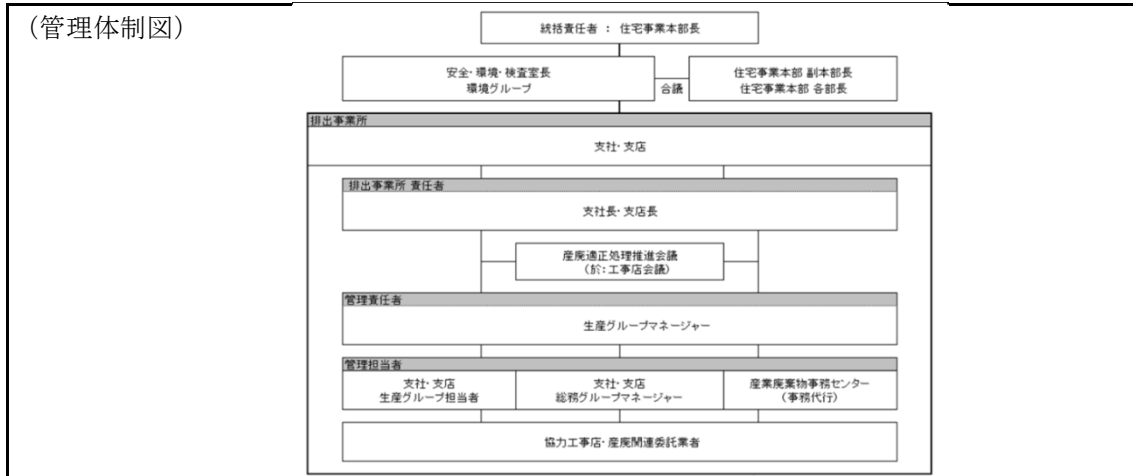 (管理体制図)
統括責任者 : 住宅事業本部長
安全・環境・検査室長
環境グループ
会議
住宅事業本部 副本部長
住宅事業本部 各部長
排出事業所
支社・支店
排出事業所 責任者
支社長・支店長
産廃適正処理推進会議
(於:工事店会議)
管理責任者
生産グループマネージャー
管理担当者
支社・支店
生産グループ担当者
支社・支店
総務グループマネージャー
産業廃棄物事務センター
(事務代行)
協力工事店・産廃関連委託業者